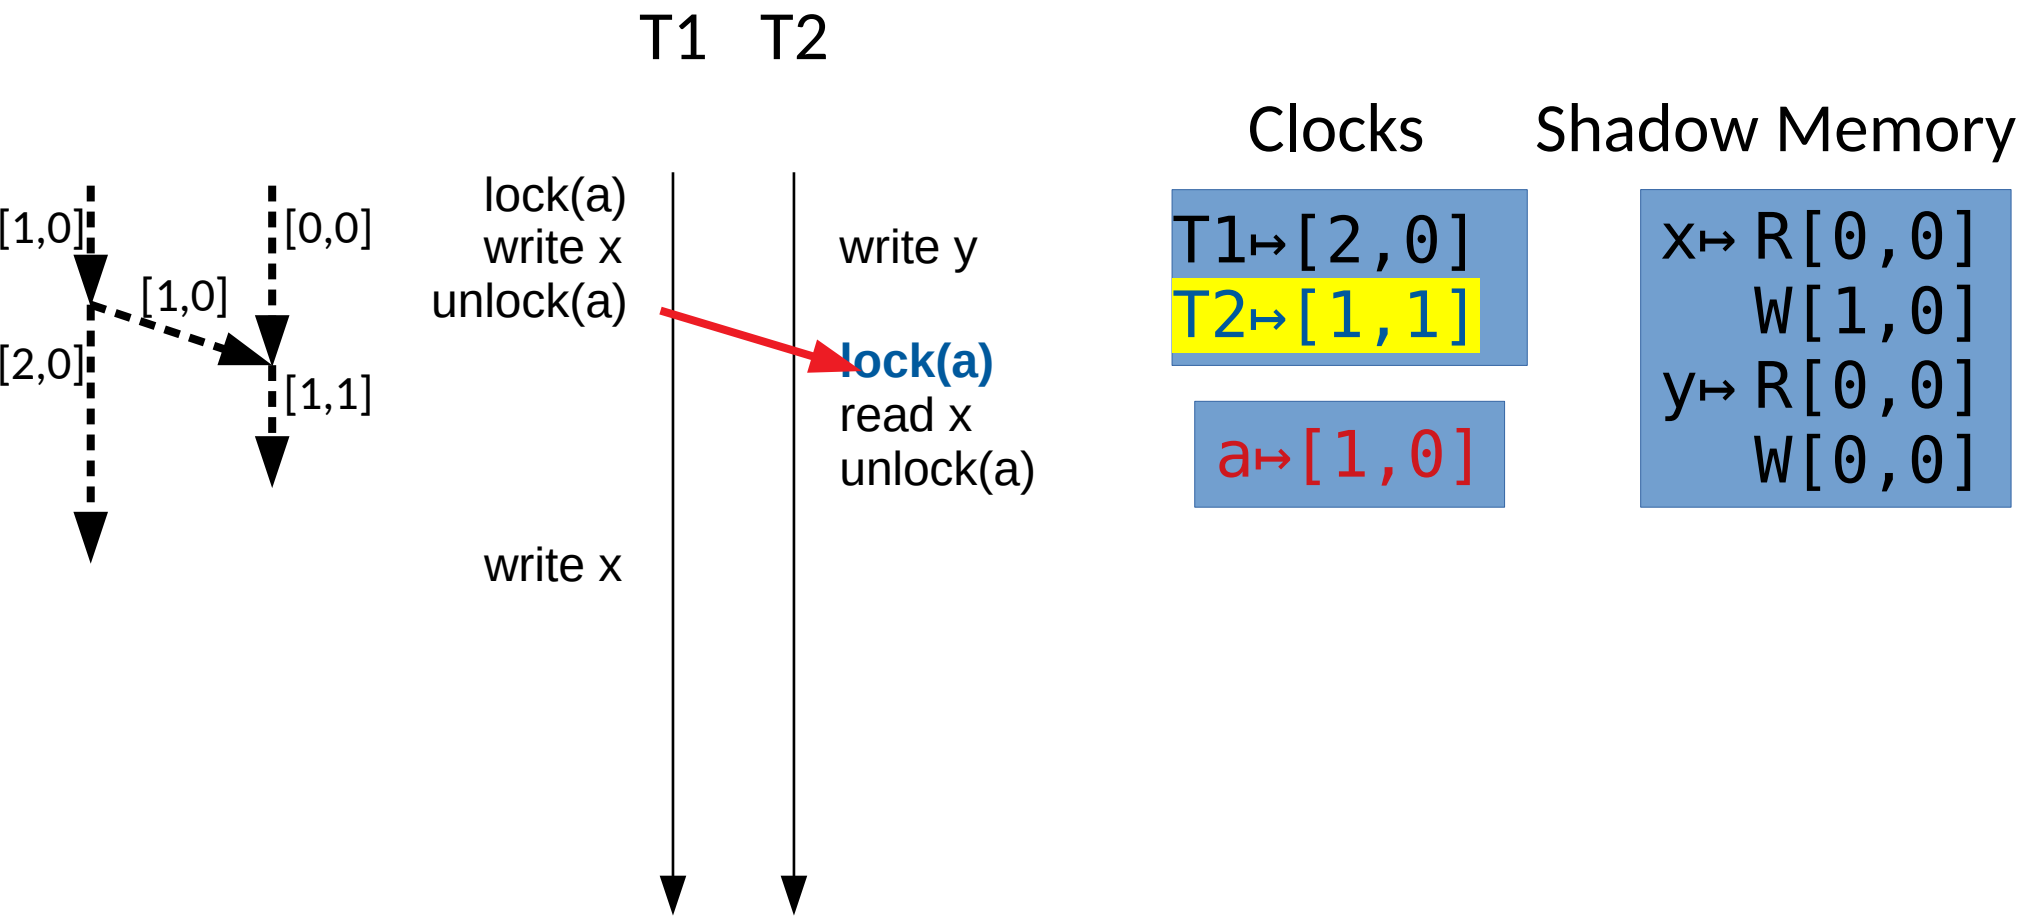 T1 T2
Clocks Shadow Memory
[1,0] [0,0]
[1,0]
[2,0]
[1,1]
lock(a)
write x
unlock(a)
write x
write y
lock(a)
read x
unlock(a)
T1↦[2,0]
T2↦[1,1]
a↦[1,0]
x↦ R[0,0]
W[1,0]
y↦ R[0,0]
W[0,0]